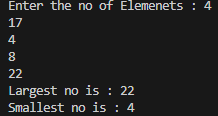 Enter the no of Elemenets : 4
17
4
8
22
Largest no is : 22
Smallest no is : 4